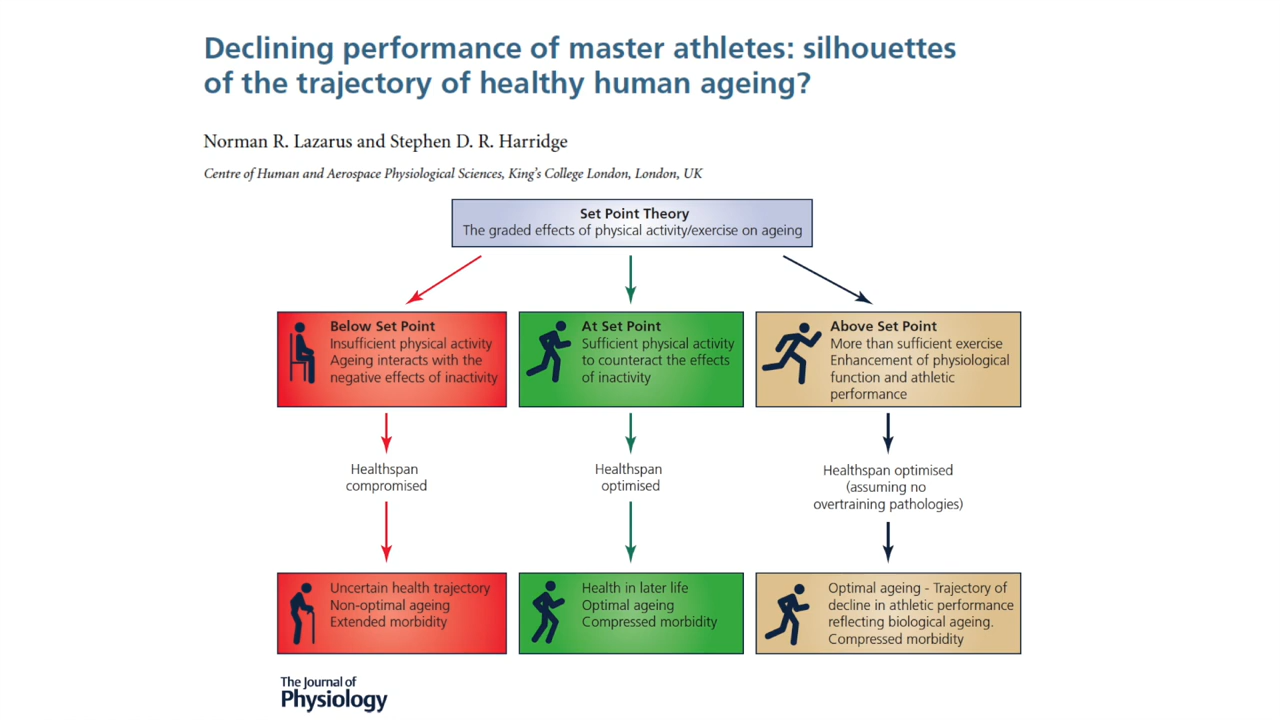 Declining performance of master athletes: silhouettes
of the trajectory of healthy human ageing?
Norman R. Lazarus and Stephen D. R. Harridge
Centre of Human and Aerospace Physiological Sciences, King's College London, London, UK
Set Point Theory
The graded effects of physical activity/exercise on ageing
Below Set Point
Insufficient physical activity
Ageing interacts with the
negative effects of inactivity
At Set Point
Sufficient physical activity
to counteract the effects
of inactivity
Above Set Point
More than sufficient exercise
Enhancement of physiological
function and athletic
performance
Healthspan
compromised
Healthspan
optimised
Healthspan optimised
(assuming no
overtraining pathologies)
Uncertain health trajectory
Non-optimal ageing
Extended morbidity
Health in later life
Optimal ageing
Compressed morbidity
Optimal ageing - Trajectory of
decline in athletic performance
reflecting biological ageing.
Compressed morbidity
The Journal of
Physiology